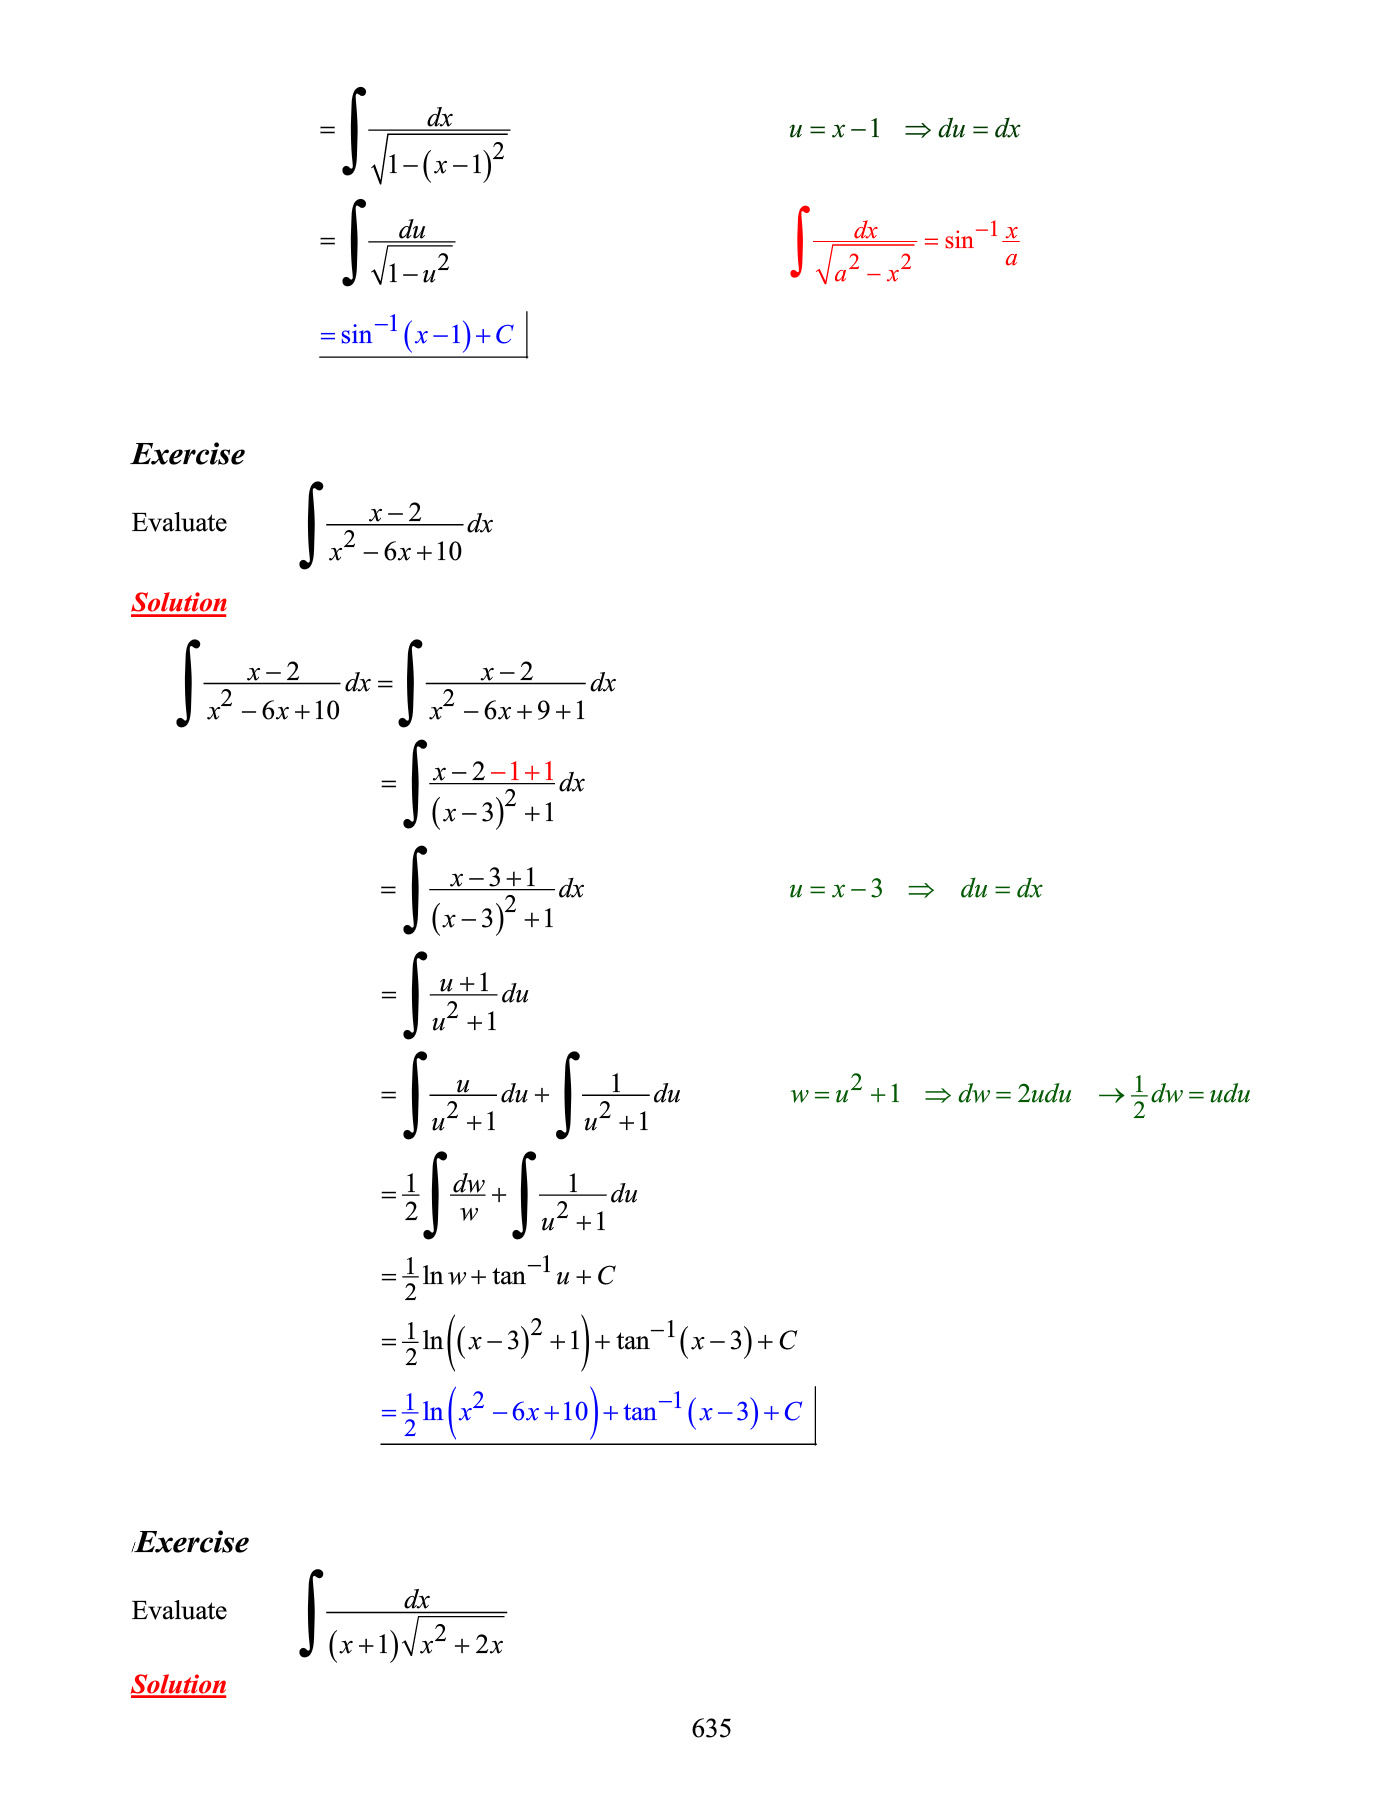 = ∫ dx / √(1−(x−1)²)    u = x−1 ⇒ du = dx
= ∫ du / √(1−u²)    ∫ dx / √(a²−x²) = sin⁻¹ x/a
= sin⁻¹(x−1)+C
Exercise
Evaluate ∫ (x−2)/(x²−6x+10) dx
Solution
∫ (x−2)/(x²−6x+10) dx = ∫ (x−2)/(x²−6x+9+1) dx
= ∫ (x−2−1+1)/((x−3)²+1) dx
= ∫ (x−3+1)/((x−3)²+1) dx    u = x−3 ⇒ du = dx
= ∫ (u+1)/(u²+1) du
= ∫ u/(u²+1) du + ∫ 1/(u²+1) du    w = u²+1 ⇒ dw = 2udu → 1/2 dw = udu
= 1/2 ∫ dw/w + ∫ 1/(u²+1) du
= 1/2 ln w + tan⁻¹ u + C
= 1/2 ln((x−3)²+1) + tan⁻¹(x−3) + C
= 1/2 ln(x²−6x+10) + tan⁻¹(x−3) + C
Exercise
Evaluate ∫ dx / ((x+1)√(x²+2x))
Solution
635